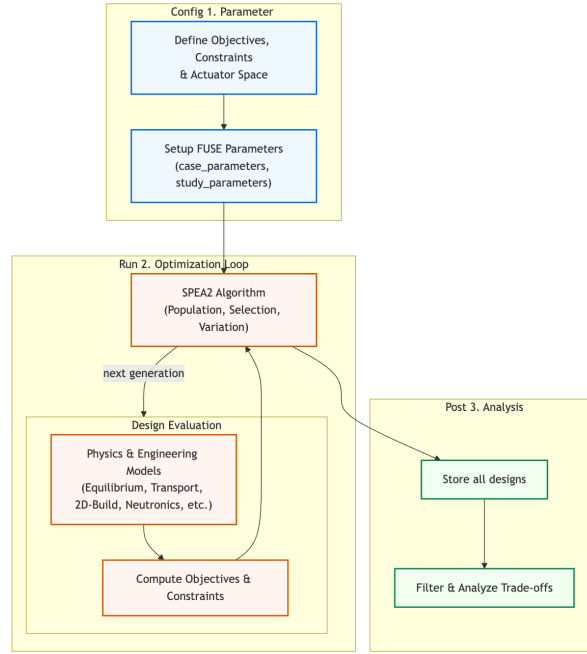 Config 1. Parameter
Define Objectives,
Constraints
& Actuator Space
Setup FUSE Parameters
(case_parameters,
study_parameters)
Run 2. Optimization Loop
SPEA2 Algorithm
(Population, Selection,
Variation)
next generation
Design Evaluation
Physics & Engineering
Models
(Equilibrium, Transport,
2D-Build, Neutronics, etc.)
Compute Objectives &
Constraints
Post 3. Analysis
Store all designs
Filter & Analyze Trade-offs